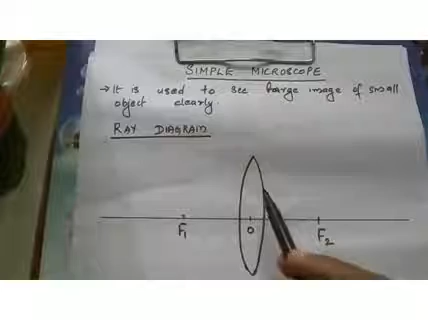 SIMPLE MICROSCOPE
→ It is used to see large image of small
object clearly.
RAY DIAGRAM
F1 O F2